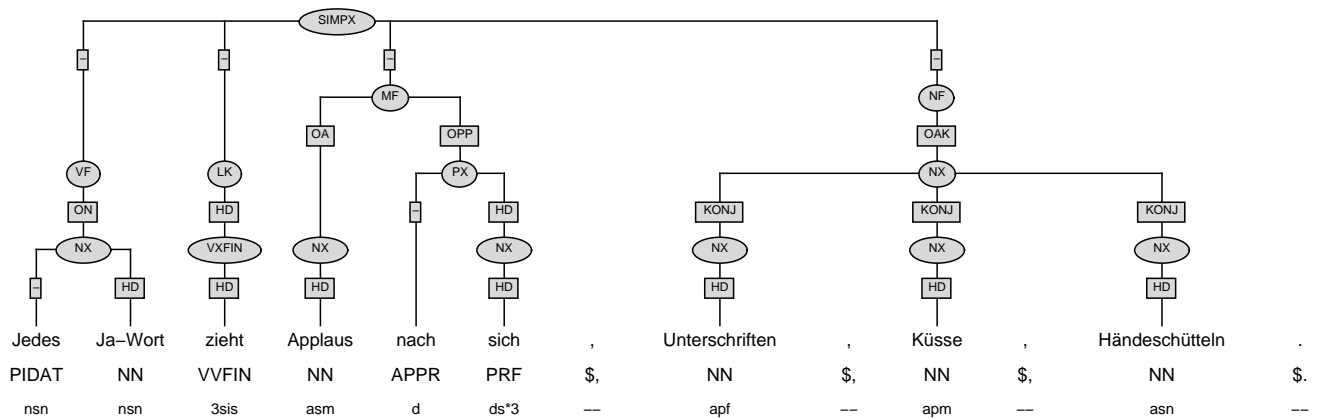 SIMPX
– – – –
MF NF
OA OPP OAK
VF LK PX NX
ON HD – HD KONJ KONJ KONJ
NX VXFIN NX NX NX NX NX
– HD HD HD HD HD HD
Jedes Ja–Wort zieht Applaus nach sich , Unterschriften , Küsse , Händeschütteln .
PIDAT NN VVFIN NN APPR PRF $, NN $, NN $, NN $.
nsn nsn 3sis asm d ds*3 –– apf –– apm –– asn ––